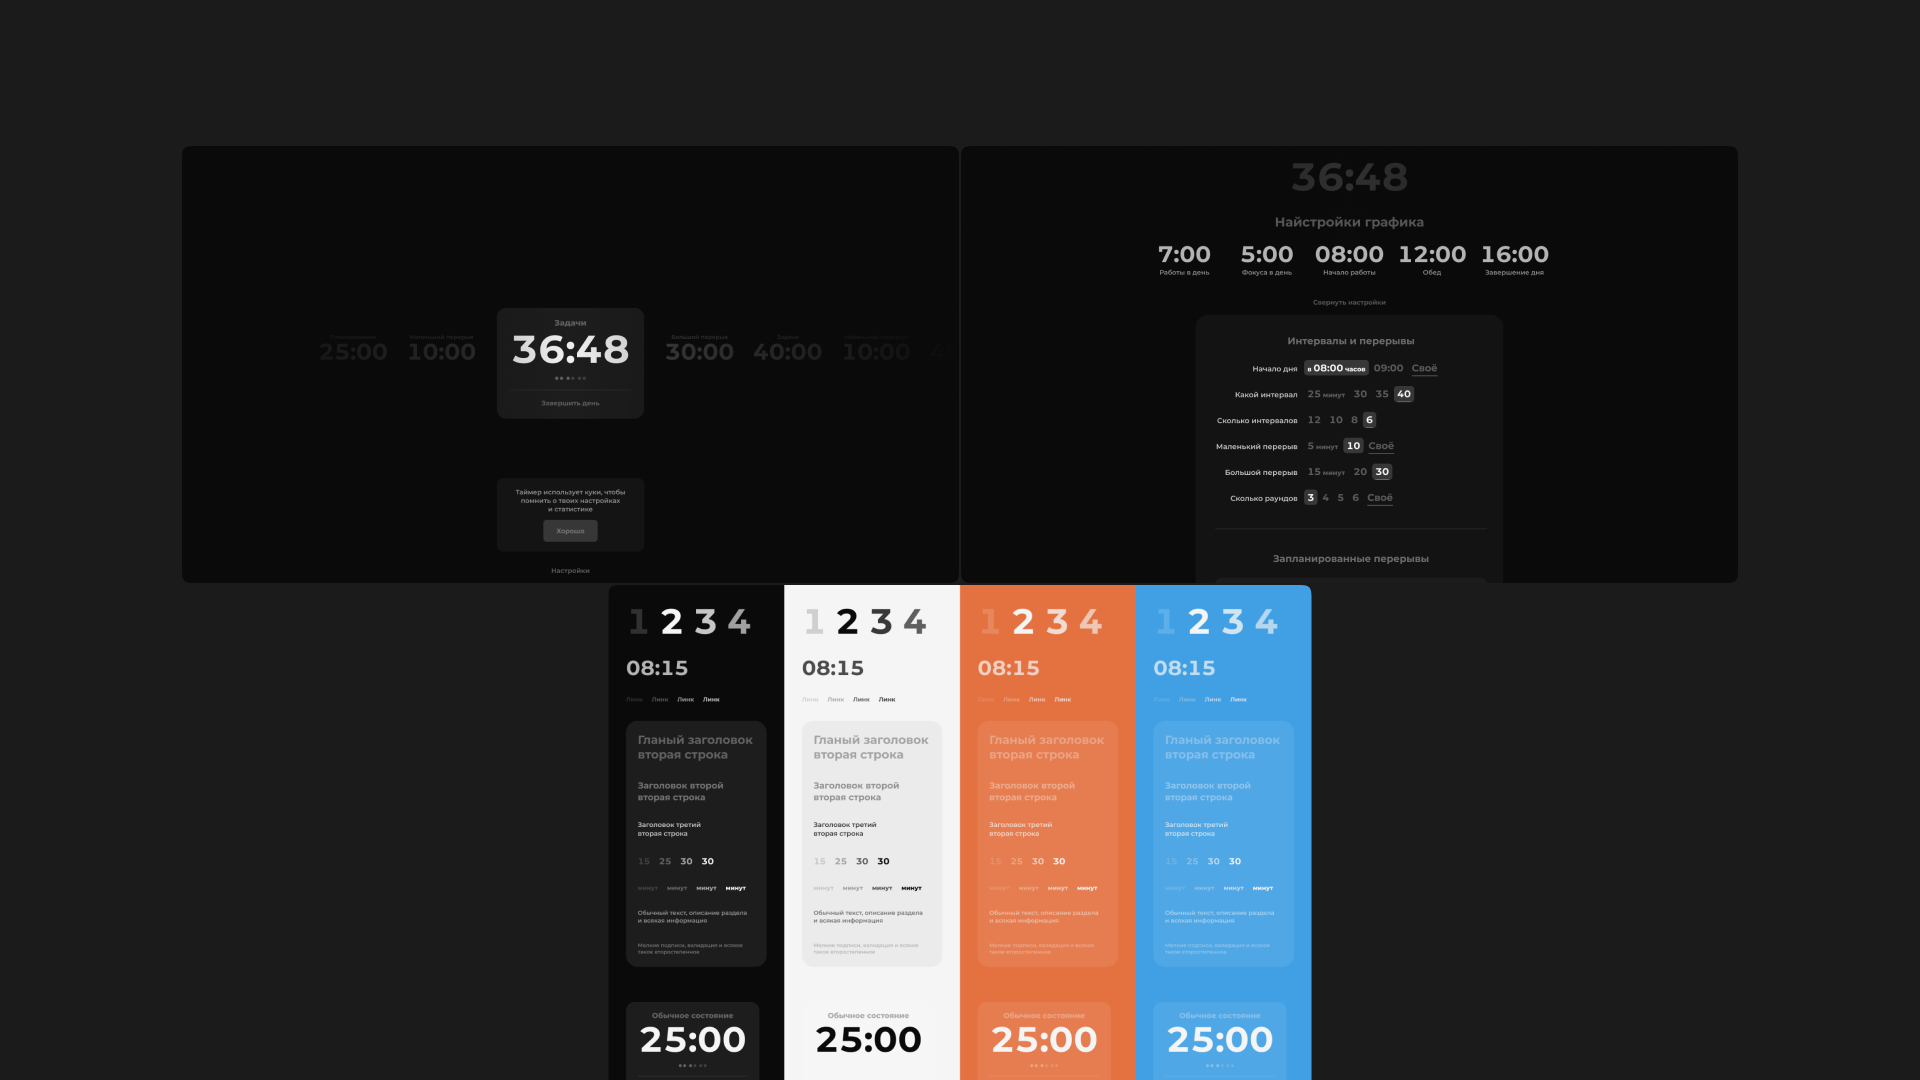 Задачи
36:48
Завершить день
25:00
Маленький перерыв
10:00
Большой перерыв
30:00
Задачи
40:00
10:00
Таймер использует куки, чтобы
помнить о твоих настройках
и статистике
Хорошо
Настройки
36:48
Найстройки графика
7:00 5:00 08:00 12:00 16:00
Работы в день Фокуса в день Начало работы Обед Завершение дня
Свернуть настройки
Интервалы и перерывы
Начало дня в 08:00 часов 09:00 Своё
Какой интервал 25 минут 30 35 40
Сколько интервалов 12 10 8 6
Маленький перерыв 5 минут 10 Своё
Большой перерыв 15 минут 20 30
Сколько раундов 3 4 5 6 Своё
Запланированные перерывы
1 2 3 4
08:15
Линк Линк Линк Линк
Гланый заголовок
вторая строка
Заголовок второй
вторая строка
Заголовок третий
вторая строка
15 25 30 30
минут минут минут минут
Обычный текст, описание раздела
и всякая информация
Мелкие подписи, валидация и всякие
такое второстепенное
Обычное состояние
25:00
1 2 3 4
08:15
Линк Линк Линк Линк
Гланый заголовок
вторая строка
Заголовок второй
вторая строка
Заголовок третий
вторая строка
15 25 30 30
минут минут минут минут
Обычный текст, описание раздела
и всякая информация
Мелкие подписи, валидация и всякие
такое второстепенное
Обычное состояние
25:00
1 2 3 4
08:15
Линк Линк Линк Линк
Гланый заголовок
вторая строка
Заголовок второй
вторая строка
Заголовок третий
вторая строка
15 25 30 30
минут минут минут минут
Обычный текст, описание раздела
и всякая информация
Мелкие подписи, валидация и всякие
такое второстепенное
Обычное состояние
25:00
1 2 3 4
08:15
Линк Линк Линк Линк
Гланый заголовок
вторая строка
Заголовок второй
вторая строка
Заголовок третий
вторая строка
15 25 30 30
минут минут минут минут
Обычный текст, описание раздела
и всякая информация
Мелкие подписи, валидация и всякие
такое второстепенное
Обычное состояние
25:00